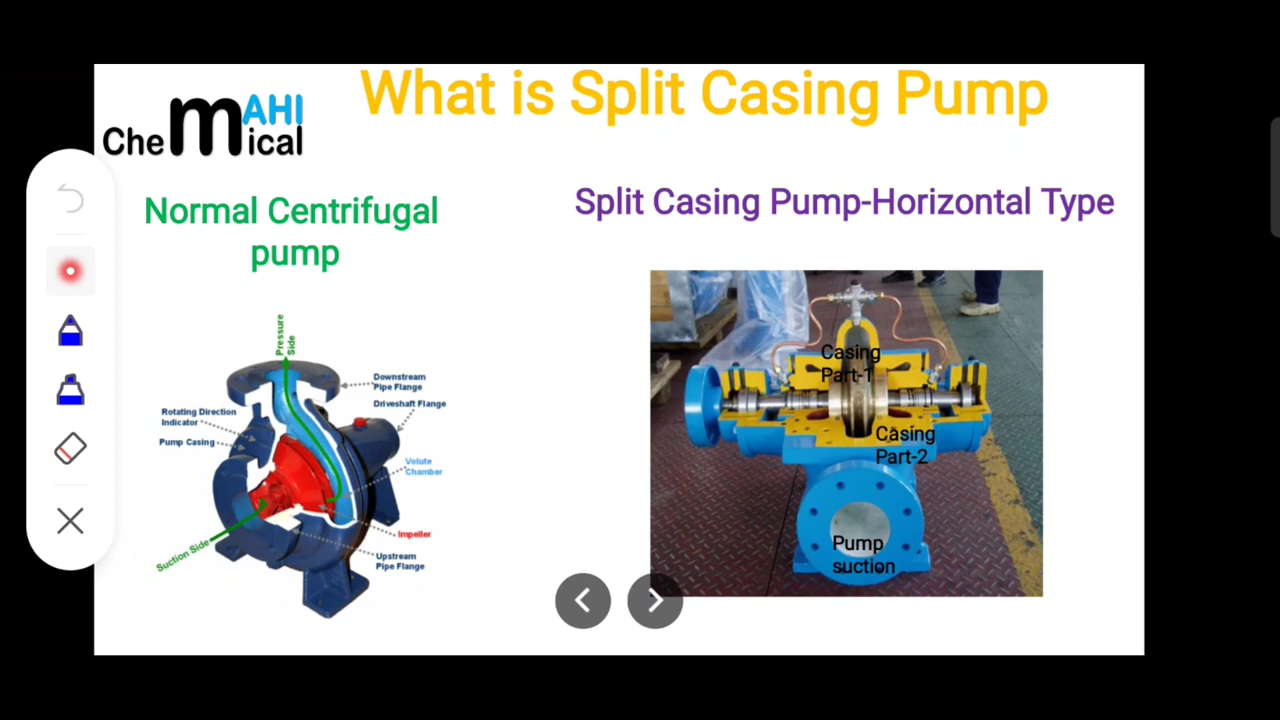 What is Split Casing Pump
Che mAHI
ical
Normal Centrifugal
pump
Split Casing Pump-Horizontal Type
Pressure
Side
Downstream
Pipe Flange
Driveshaft Flange
Rotating Direction
Indicator
Pump Casing
Volute
Chamber
Impeller
Suction Side
Upstream
Pipe Flange
Casing
Part-1
Casing
Part-2
Pump
suction